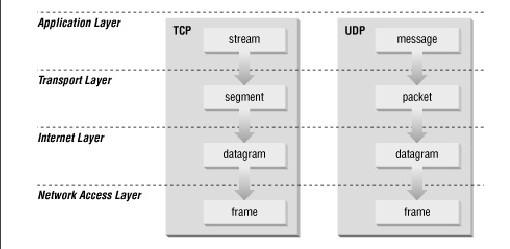 Application Layer
TCP
stream
UDP
message
Transport Layer
segment
packet
Internet Layer
datagram
datagram
Network Access Layer
frame
frame